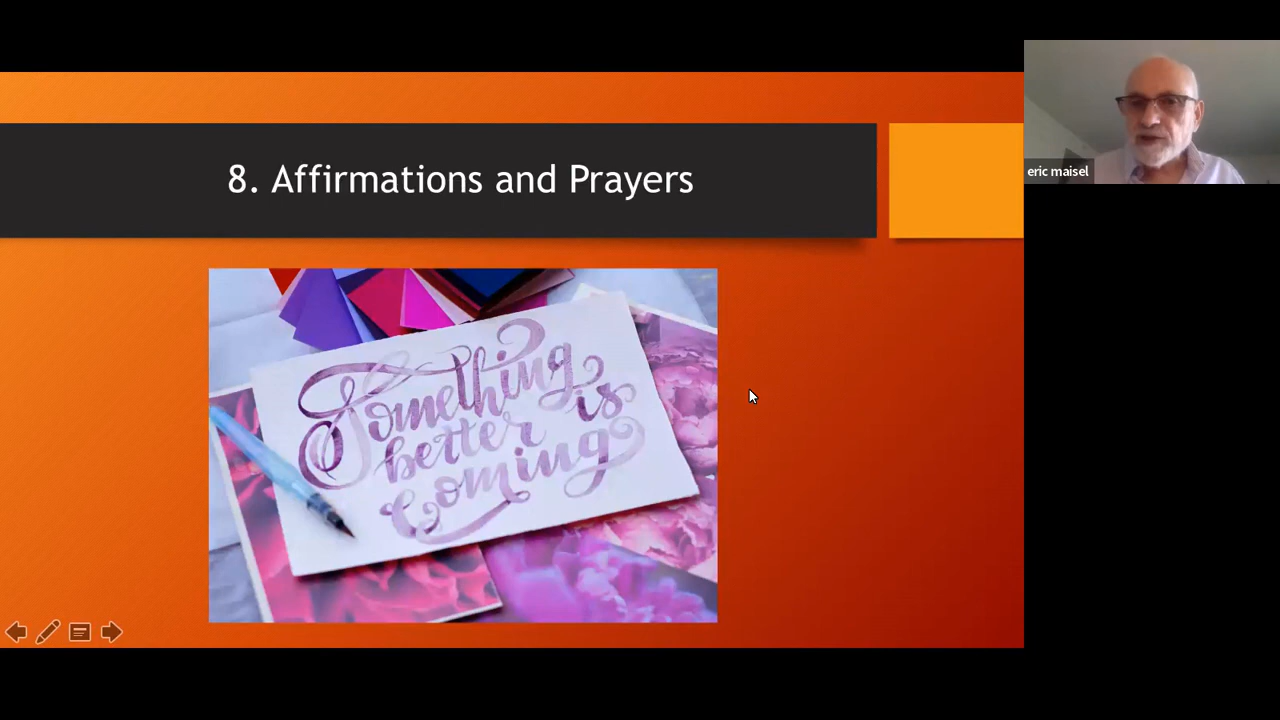 8. Affirmations and Prayers
eric maisel
Something
better is
Coming